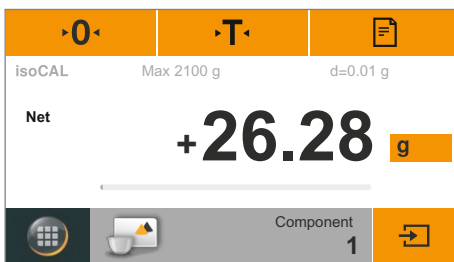 0 T
isoCAL Max 2100 g d=0.01 g
Net
+26.28 g
Component
1